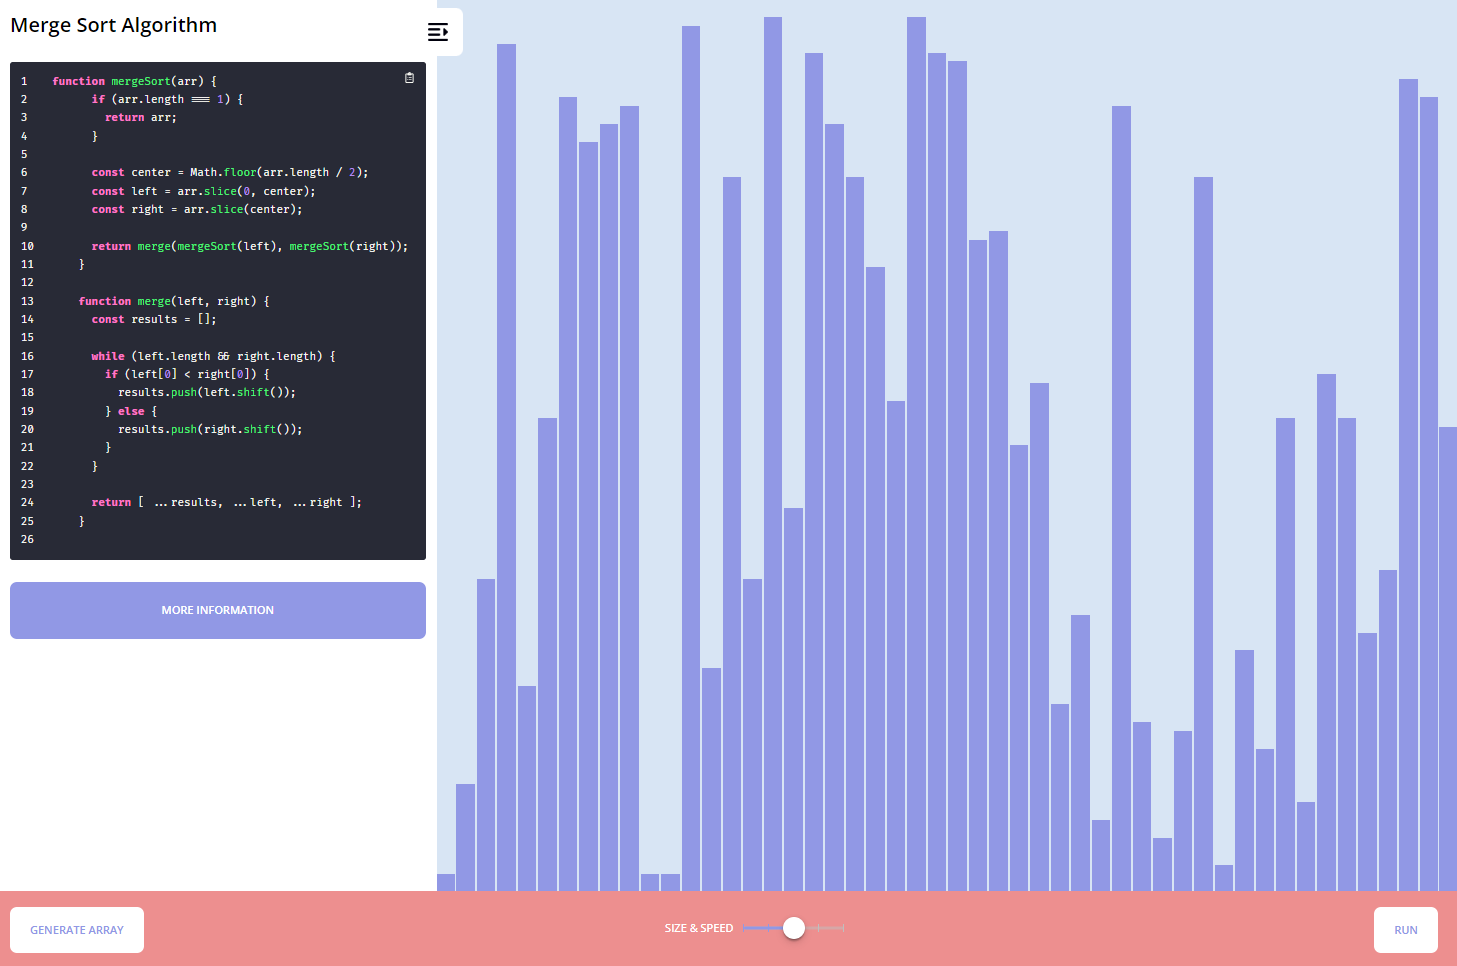 Merge Sort Algorithm
1 function mergeSort(arr) {
2 if (arr.length === 1) {
3 return arr;
4 }
5
6 const center = Math.floor(arr.length / 2);
7 const left = arr.slice(0, center);
8 const right = arr.slice(center);
9
10 return merge(mergeSort(left), mergeSort(right));
11 }
12
13 function merge(left, right) {
14 const results = [];
15
16 while (left.length && right.length) {
17 if (left[0] < right[0]) {
18 results.push(left.shift());
19 } else {
20 results.push(right.shift());
21 }
22 }
23
24 return [ ...results, ...left, ...right ];
25 }
26
MORE INFORMATION
GENERATE ARRAY
SIZE & SPEED
RUN